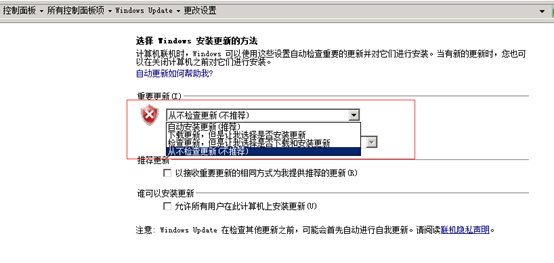 控制面板 ▸ 所有控制面板项 ▸ Windows Update ▸ 更改设置
选择 Windows 安装更新的方法
计算机联机时，Windows 可以使用这些设置自动检查重要的更新并对它们进行安装。当有新的更新时，您也可
以在关闭计算机之前对它们进行安装。
自动更新如何帮助我?
重要更新(I)
从不检查更新(不推荐)
自动安装更新(推荐)
下载更新，但是让我选择是否安装更新
检查更新，但是让我选择是否下载和安装更新
从不检查更新(不推荐)
推荐更新
以接收重要更新的相同方式为我提供推荐的更新(R)
谁可以安装更新
允许所有用户在此计算机上安装更新(U)
注意: Windows Update 在检查其他更新之前，可能会首先自动进行自我更新。请阅读联机隐私声明。